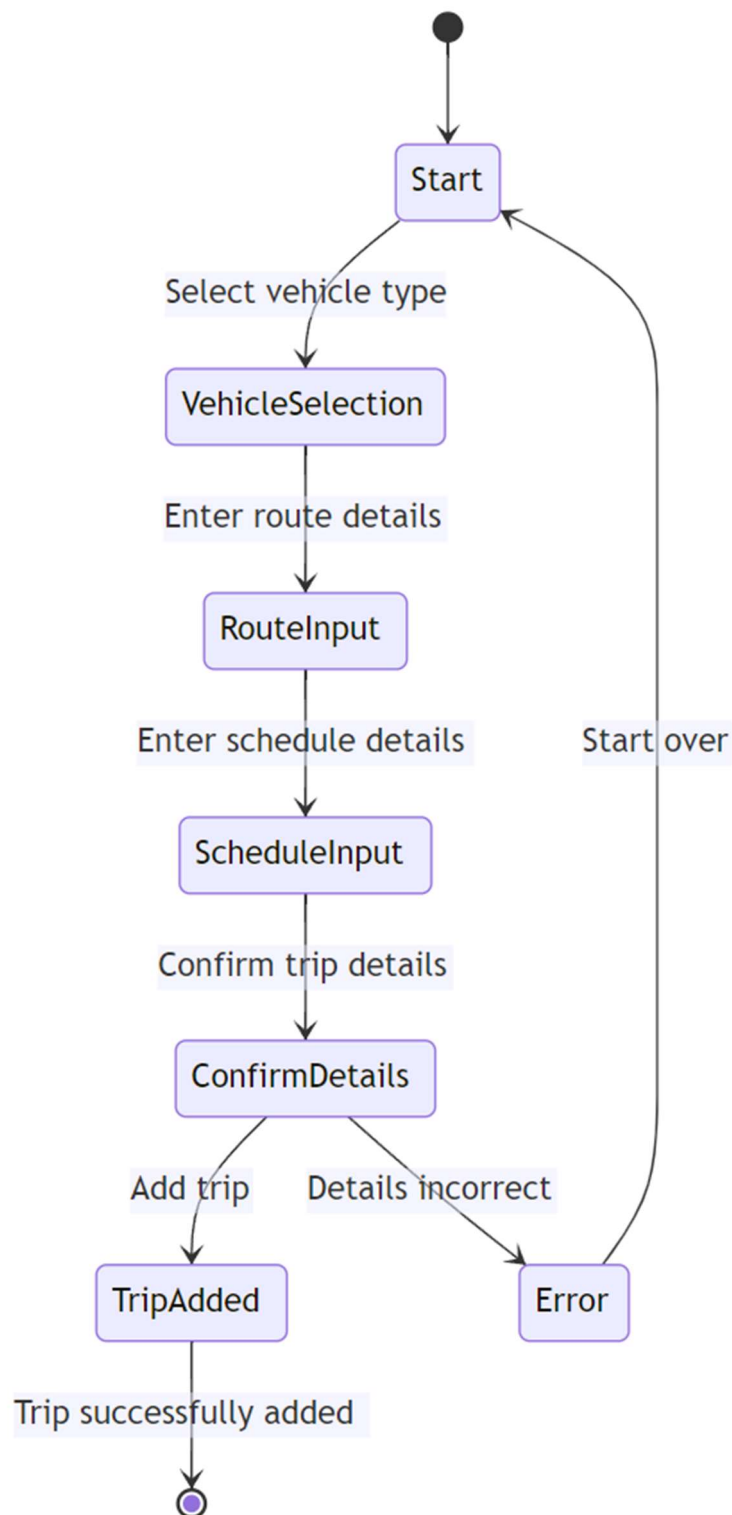 Start
Select vehicle type
VehicleSelection
Enter route details
RouteInput
Enter schedule details
Start over
ScheduleInput
Confirm trip details
ConfirmDetails
Add trip
Details incorrect
TripAdded
Error
Trip successfully added